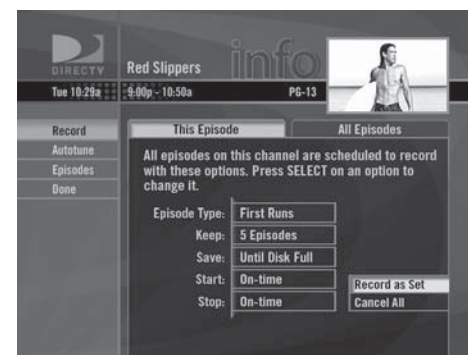 info
DIRECTV
Red Slippers
Tue 10:29a 9:00p - 10:50a PG-13
Record
Autotune
Episodes
Done
This Episode All Episodes
All episodes on this channel are scheduled to record
with these options. Press SELECT on an option to
change it.
Episode Type: First Runs
Keep: 5 Episodes
Save: Until Disk Full
Start: On-time
Stop: On-time
Record as Set
Cancel All